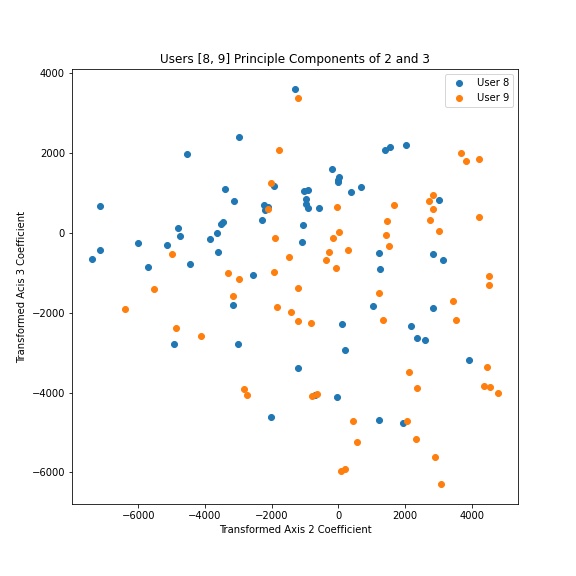 Users [8, 9] Principle Components of 2 and 3
User 8
User 9
Transformed Acis 3 Coefficient
4000
2000
0
−2000
−4000
−6000
−6000 −4000 −2000 0 2000 4000
Transformed Axis 2 Coefficient